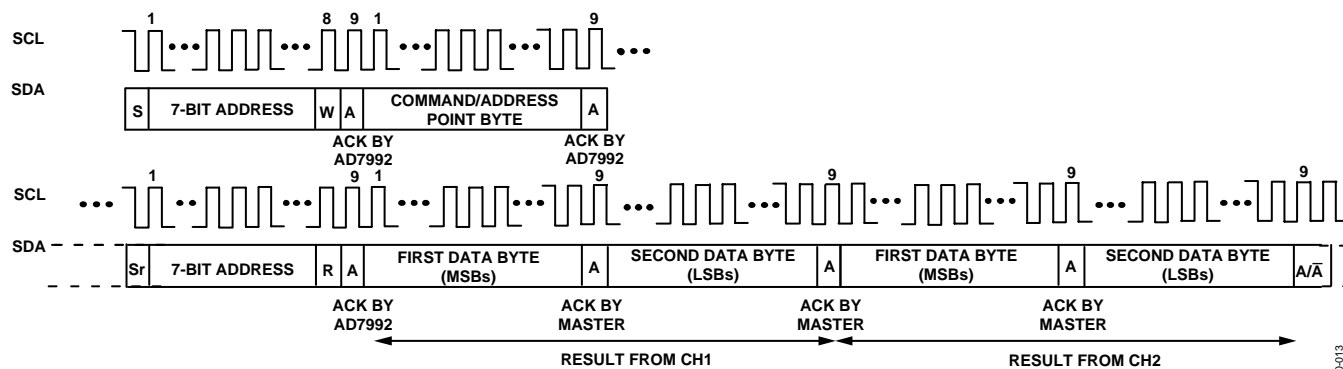 1 8 9 1 9
SCL
SDA
S 7-BIT ADDRESS W A COMMAND/ADDRESS POINT BYTE A
ACK BY AD7992 ACK BY AD7992
1 9 1 9 9 9 9
SCL
SDA
Sr 7-BIT ADDRESS R A FIRST DATA BYTE (MSBs) A SECOND DATA BYTE (LSBs) A FIRST DATA BYTE (MSBs) A SECOND DATA BYTE (LSBs) A/A̅
ACK BY AD7992 ACK BY MASTER ACK BY MASTER ACK BY MASTER
RESULT FROM CH1 RESULT FROM CH2